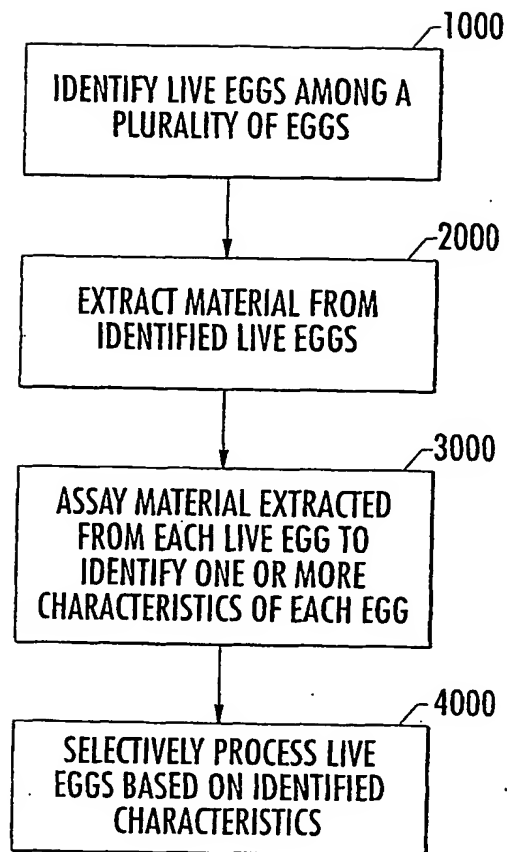 1000
IDENTIFY LIVE EGGS AMONG A
PLURALITY OF EGGS
2000
EXTRACT MATERIAL FROM
IDENTIFIED LIVE EGGS
3000
ASSAY MATERIAL EXTRACTED
FROM EACH LIVE EGG TO
IDENTIFY ONE OR MORE
CHARACTERISTICS OF EACH EGG
4000
SELECTIVELY PROCESS LIVE
EGGS BASED ON IDENTIFIED
CHARACTERISTICS